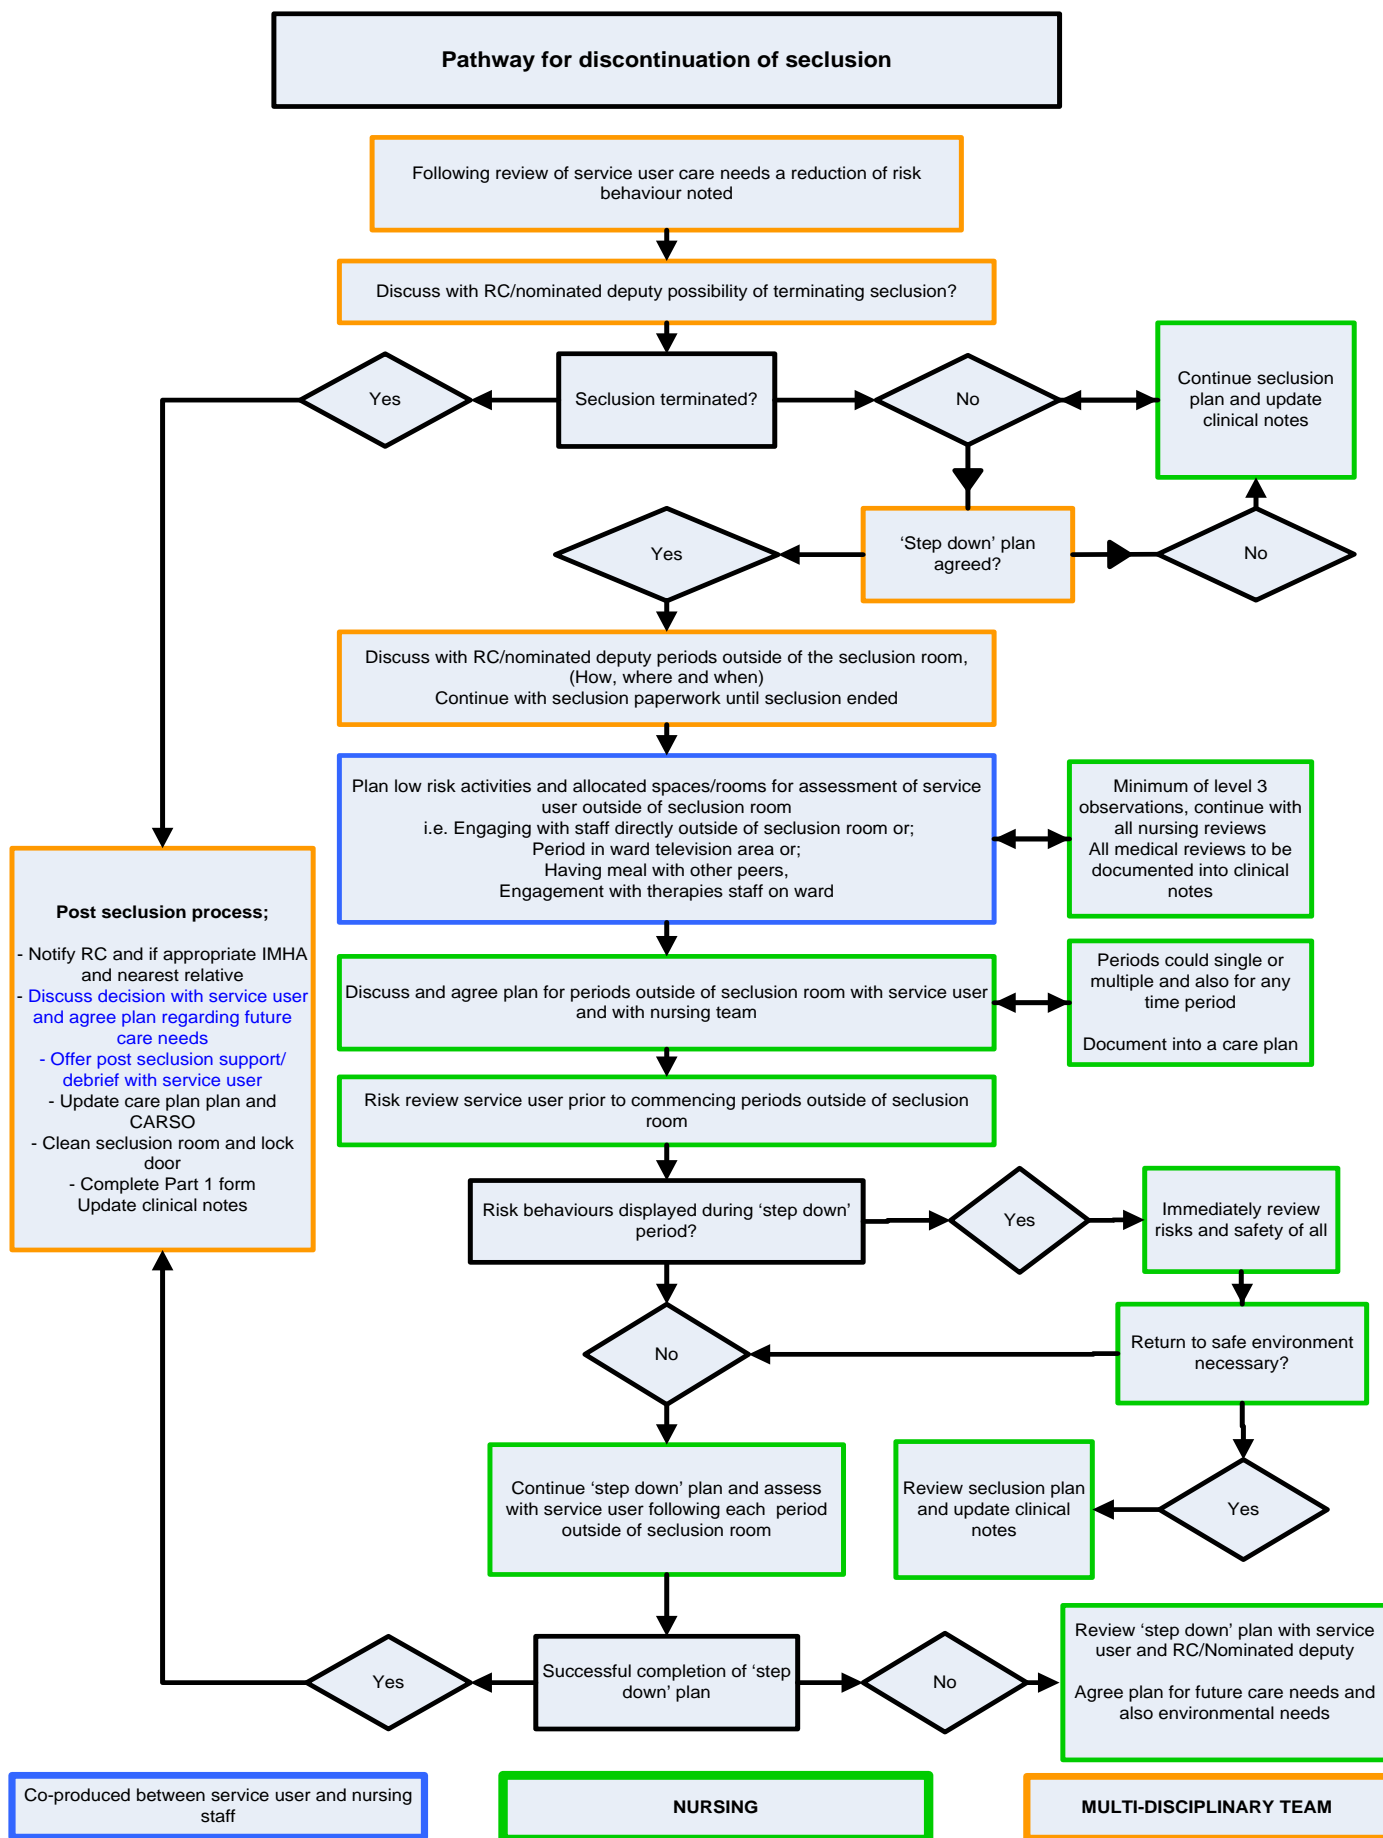 Pathway for discontinuation of seclusion
Following review of service user care needs a reduction of risk
behaviour noted
Discuss with RC/nominated deputy possibility of terminating seclusion?
Yes
Seclusion terminated?
No
Continue seclusion
plan and update
clinical notes
Yes
‘Step down’ plan
agreed?
No
Discuss with RC/nominated deputy periods outside of the seclusion room,
(How, where and when)
Continue with seclusion paperwork until seclusion ended
Plan low risk activities and allocated spaces/rooms for assessment of service
user outside of seclusion room
i.e. Engaging with staff directly outside of seclusion room or;
Period in ward television area or;
Having meal with other peers,
Engagement with therapies staff on ward
Minimum of level 3
observations, continue with
all nursing reviews
All medical reviews to be
documented into clinical
notes
Post seclusion process;
- Notify RC and if appropriate IMHA
and nearest relative
- Discuss decision with service user
and agree plan regarding future
care needs
- Offer post seclusion support/
debrief with service user
- Update care plan plan and
CARSO
- Clean seclusion room and lock
door
- Complete Part 1 form
Update clinical notes
Discuss and agree plan for periods outside of seclusion room with service user
and with nursing team
Periods could single or
multiple and also for any
time period
Document into a care plan
Risk review service user prior to commencing periods outside of seclusion
room
Risk behaviours displayed during ‘step down’
period?
Yes
Immediately review
risks and safety of all
No
Return to safe environment
necessary?
Continue ‘step down’ plan and assess
with service user following each period
outside of seclusion room
Review seclusion plan
and update clinical
notes
Yes
Yes
Successful completion of ‘step
down’ plan
No
Review ‘step down’ plan with service
user and RC/Nominated deputy
Agree plan for future care needs and
also environmental needs
Co-produced between service user and nursing
staff
NURSING
MULTI-DISCIPLINARY TEAM